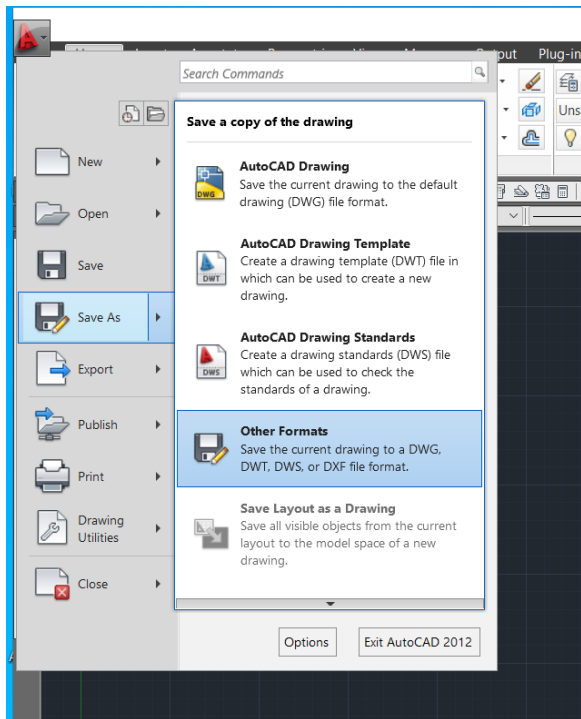 put Plug-in
Search Commands
Uns
Save a copy of the drawing
New
Open
Save
Save As
Export
Publish
Print
Drawing
Utilities
Close
AutoCAD Drawing
Save the current drawing to the default
drawing (DWG) file format.
DWG
AutoCAD Drawing Template
Create a drawing template (DWT) file in
which can be used to create a new
drawing.
DWT
AutoCAD Drawing Standards
Create a drawing standards (DWS) file
which can be used to check the
standards of a drawing.
DWS
Other Formats
Save the current drawing to a DWG,
DWT, DWS, or DXF file format.
Save Layout as a Drawing
Save all visible objects from the current
layout to the model space of a new
drawing.
Options
Exit AutoCAD 2012